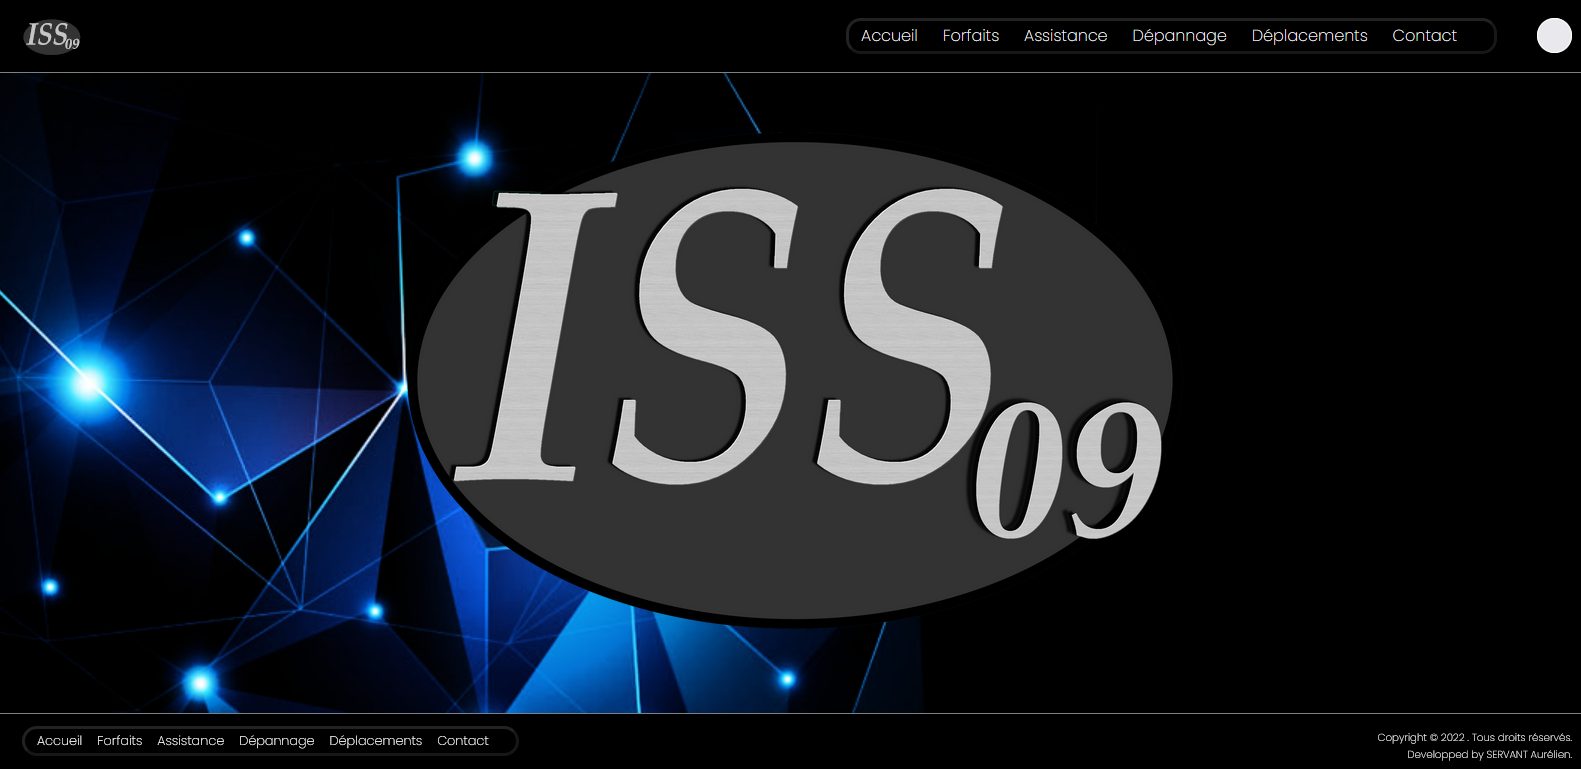 ISS09
Accueil Forfaits Assistance Dépannage Déplacements Contact
ISS09
Accueil Forfaits Assistance Dépannage Déplacements Contact
Copyright © 2022 . Tous droits réservés.
Developped by SERVANT Aurélien.